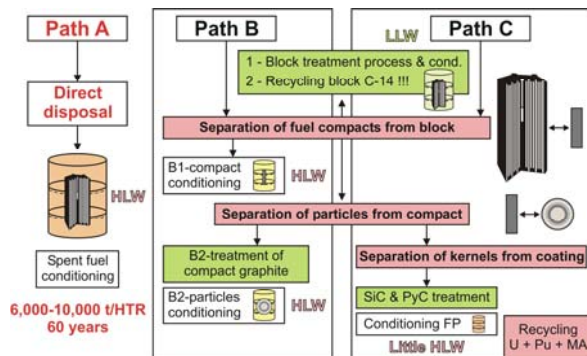 Path A
Direct
disposal
HLW
Spent fuel
conditioning
6,000-10,000 t/HTR
60 years
Path B
Path C
LLW
1 - Block treatment process & cond.
2 - Recycling block C-14 !!!
Separation of fuel compacts from block
B1-compact
conditioning
HLW
Separation of particles from compact
B2-treatment of
compact graphite
B2-particles
conditioning
HLW
Separation of kernels from coating
SiC & PyC treatment
Conditioning FP
Little HLW
Recycling
U + Pu + MA